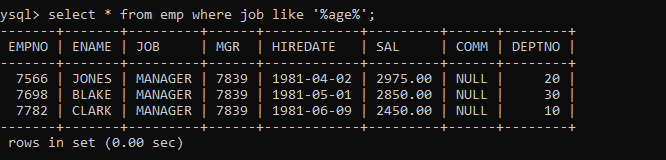 ysql> select * from emp where job like '%age%';
-------+-------+---------+------+------------+---------+------+--------+
 EMPNO | ENAME | JOB     | MGR  | HIREDATE   | SAL     | COMM | DEPTNO |
-------+-------+---------+------+------------+---------+------+--------+
  7566 | JONES | MANAGER | 7839 | 1981-04-02 | 2975.00 | NULL |     20 |
  7698 | BLAKE | MANAGER | 7839 | 1981-05-01 | 2850.00 | NULL |     30 |
  7782 | CLARK | MANAGER | 7839 | 1981-06-09 | 2450.00 | NULL |     10 |
-------+-------+---------+------+------------+---------+------+--------+
 rows in set (0.00 sec)